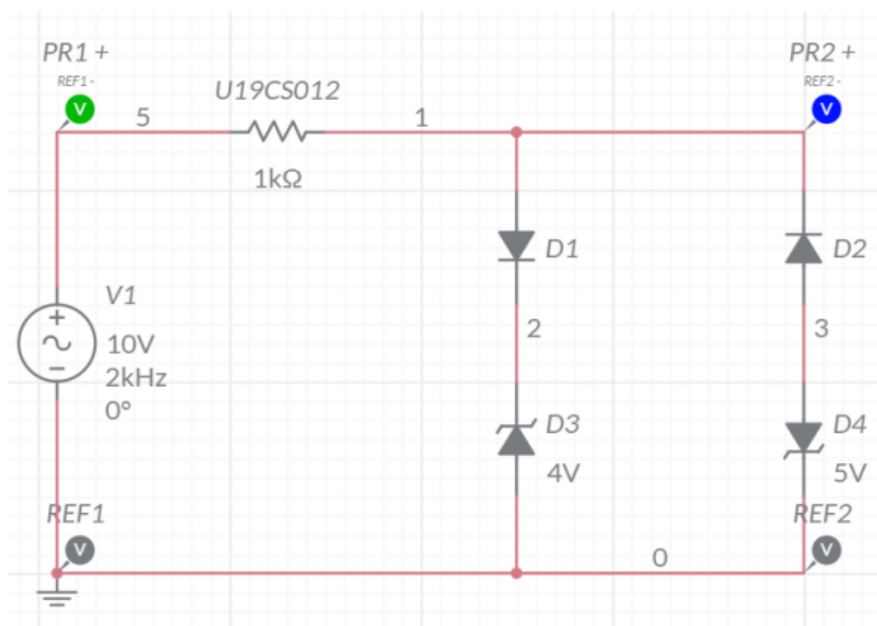 PR1 +
REF1 -
PR2 +
REF2 -
V
V
U19CS012
5
1
1kΩ
D1
D2
V1
+
10V
2kHz
0°
2
3
D3
4V
D4
5V
REF1
V
REF2
V
0